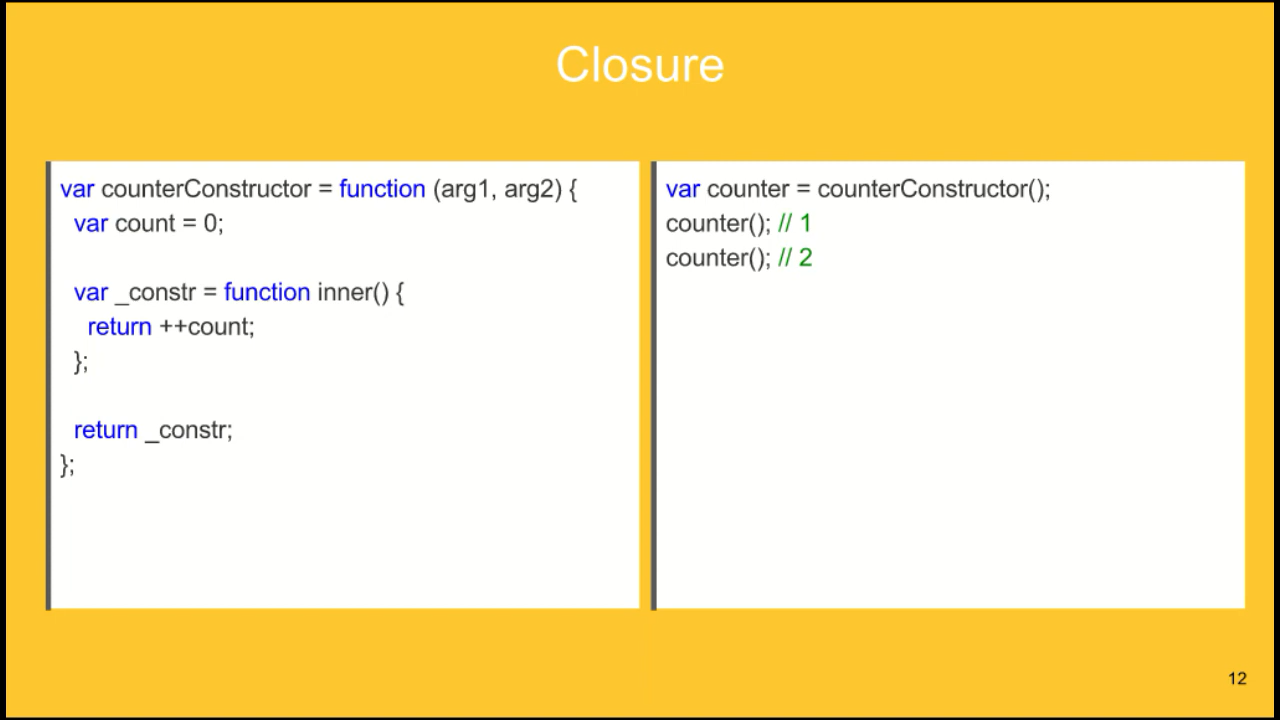 Closure
var counterConstructor = function (arg1, arg2) {
var count = 0;
var _constr = function inner() {
return ++count;
};
return _constr;
};
var counter = counterConstructor();
counter(); // 1
counter(); // 2
12